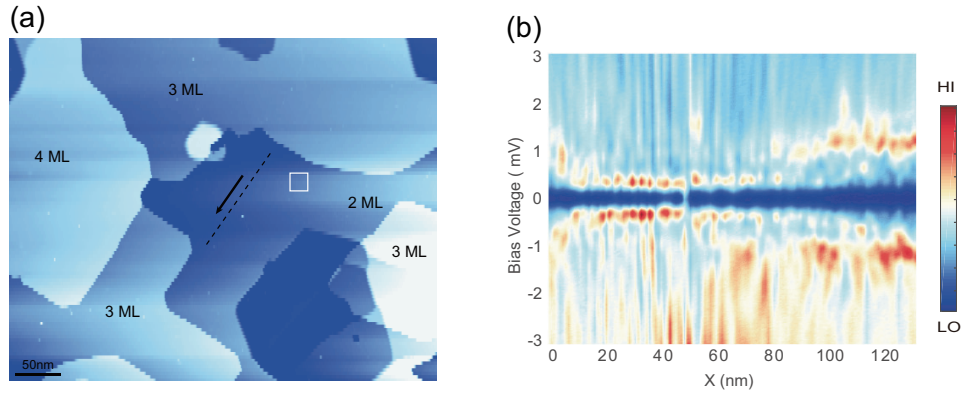 (a)
3 ML
4 ML
2 ML
3 ML
3 ML
50nm
(b)
3
2
1
0
-1
-2
-3
Bias Voltage ( mV)
0 20 40 60 80 100 120
X (nm)
HI
LO